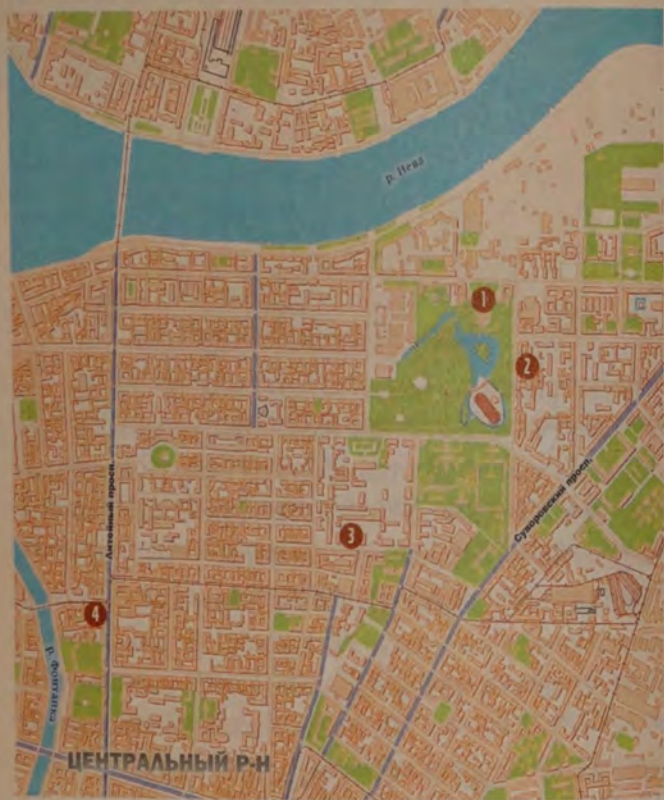 р. Нева
1
2
Суворовский просп.
Литейный просп.
3
4
р. Фонтанка
ЦЕНТРАЛЬНЫЙ Р-Н